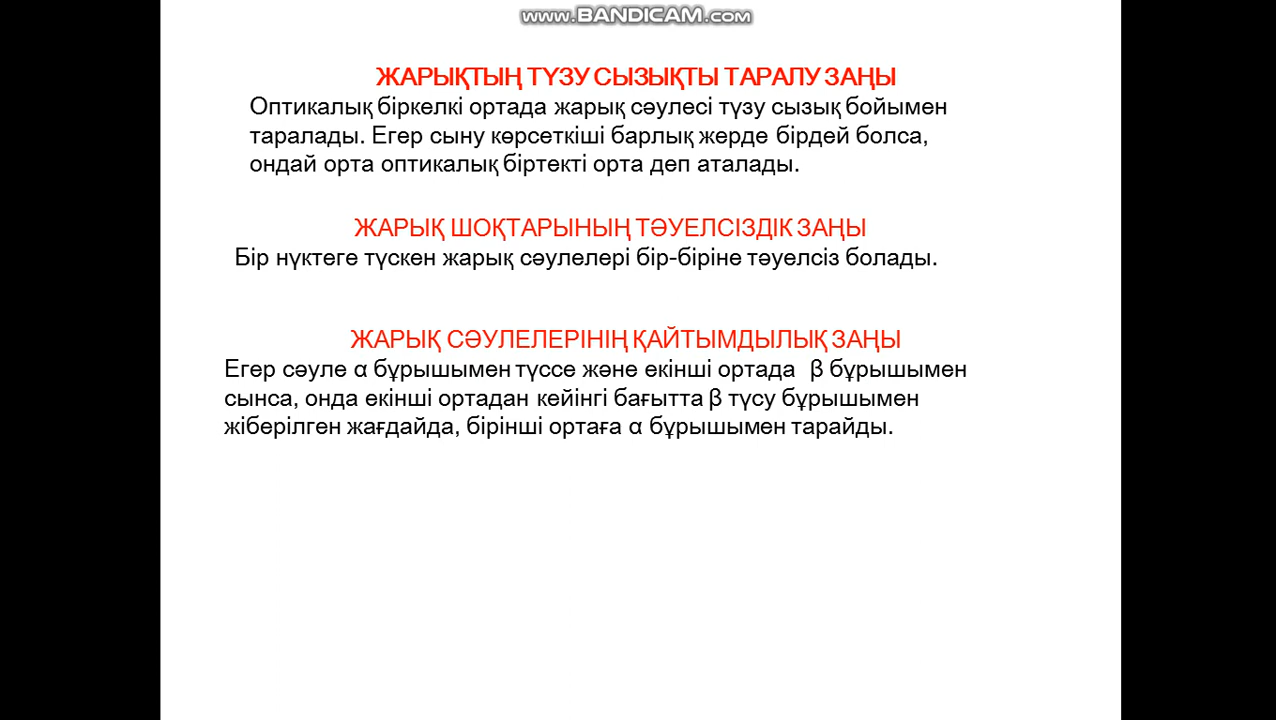 www.BANDICAM.com
ЖАРЫҚТЫҢ ТҮЗУ СЫЗЫҚТЫ ТАРАЛУ ЗАҢЫ
Оптикалық біркелкі ортада жарық сәулесі түзу сызық бойымен
таралады. Егер сыну көрсеткіші барлық жерде бірдей болса,
ондай орта оптикалық біртекті орта деп аталады.
ЖАРЫҚ ШОҚТАРЫНЫҢ ТӘУЕЛСІЗДІК ЗАҢЫ
Бір нүктеге түскен жарық сәулелері бір-біріне тәуелсіз болады.
ЖАРЫҚ СӘУЛЕЛЕРІНІҢ ҚАЙТЫМДЫЛЫҚ ЗАҢЫ
Егер сәуле α бұрышымен түссе және екінші ортада β бұрышымен
сынса, онда екінші ортадан кейінгі бағытта β түсу бұрышымен
жіберілген жағдайда, бірінші ортаға α бұрышымен тарайды.